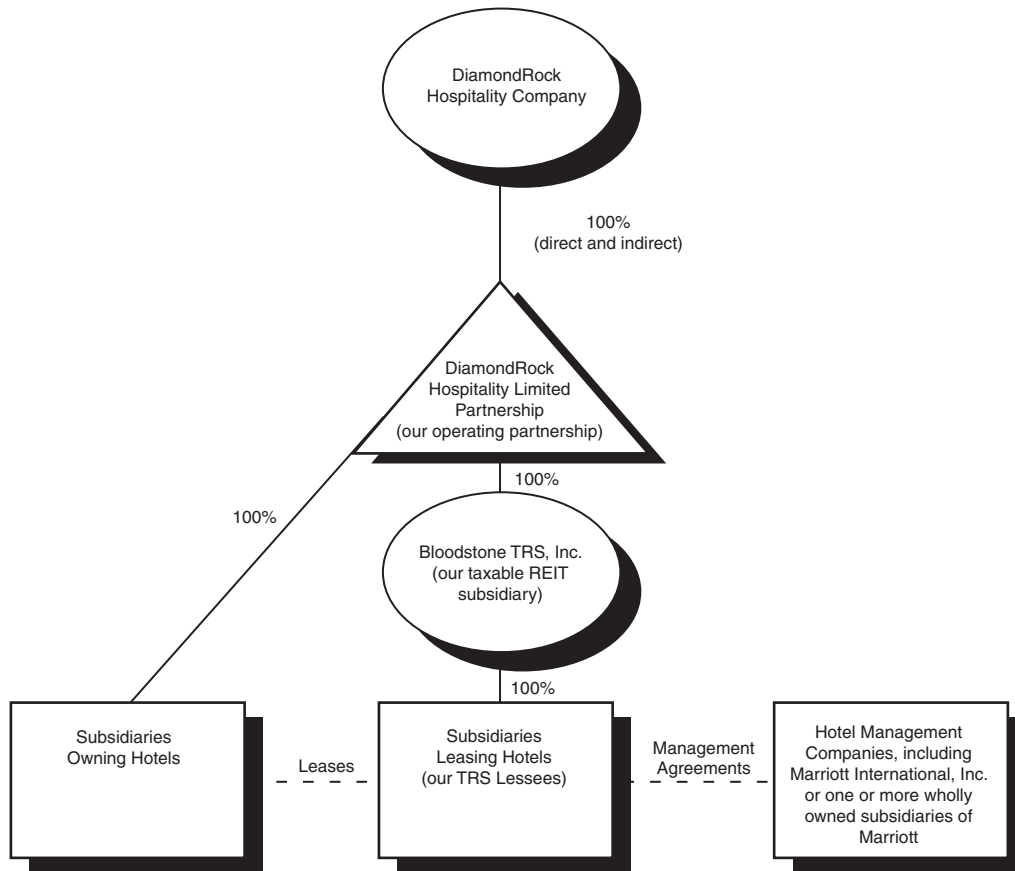 DiamondRock
Hospitality Company
100%
(direct and indirect)
DiamondRock
Hospitality Limited
Partnership
(our operating partnership)
100%
100%
Bloodstone TRS, Inc.
(our taxable REIT
subsidiary)
100%
Subsidiaries
Owning Hotels
Leases
Subsidiaries
Leasing Hotels
(our TRS Lessees)
Management
Agreements
Hotel Management
Companies, including
Marriott International, Inc.
or one or more wholly
owned subsidiaries of
Marriott